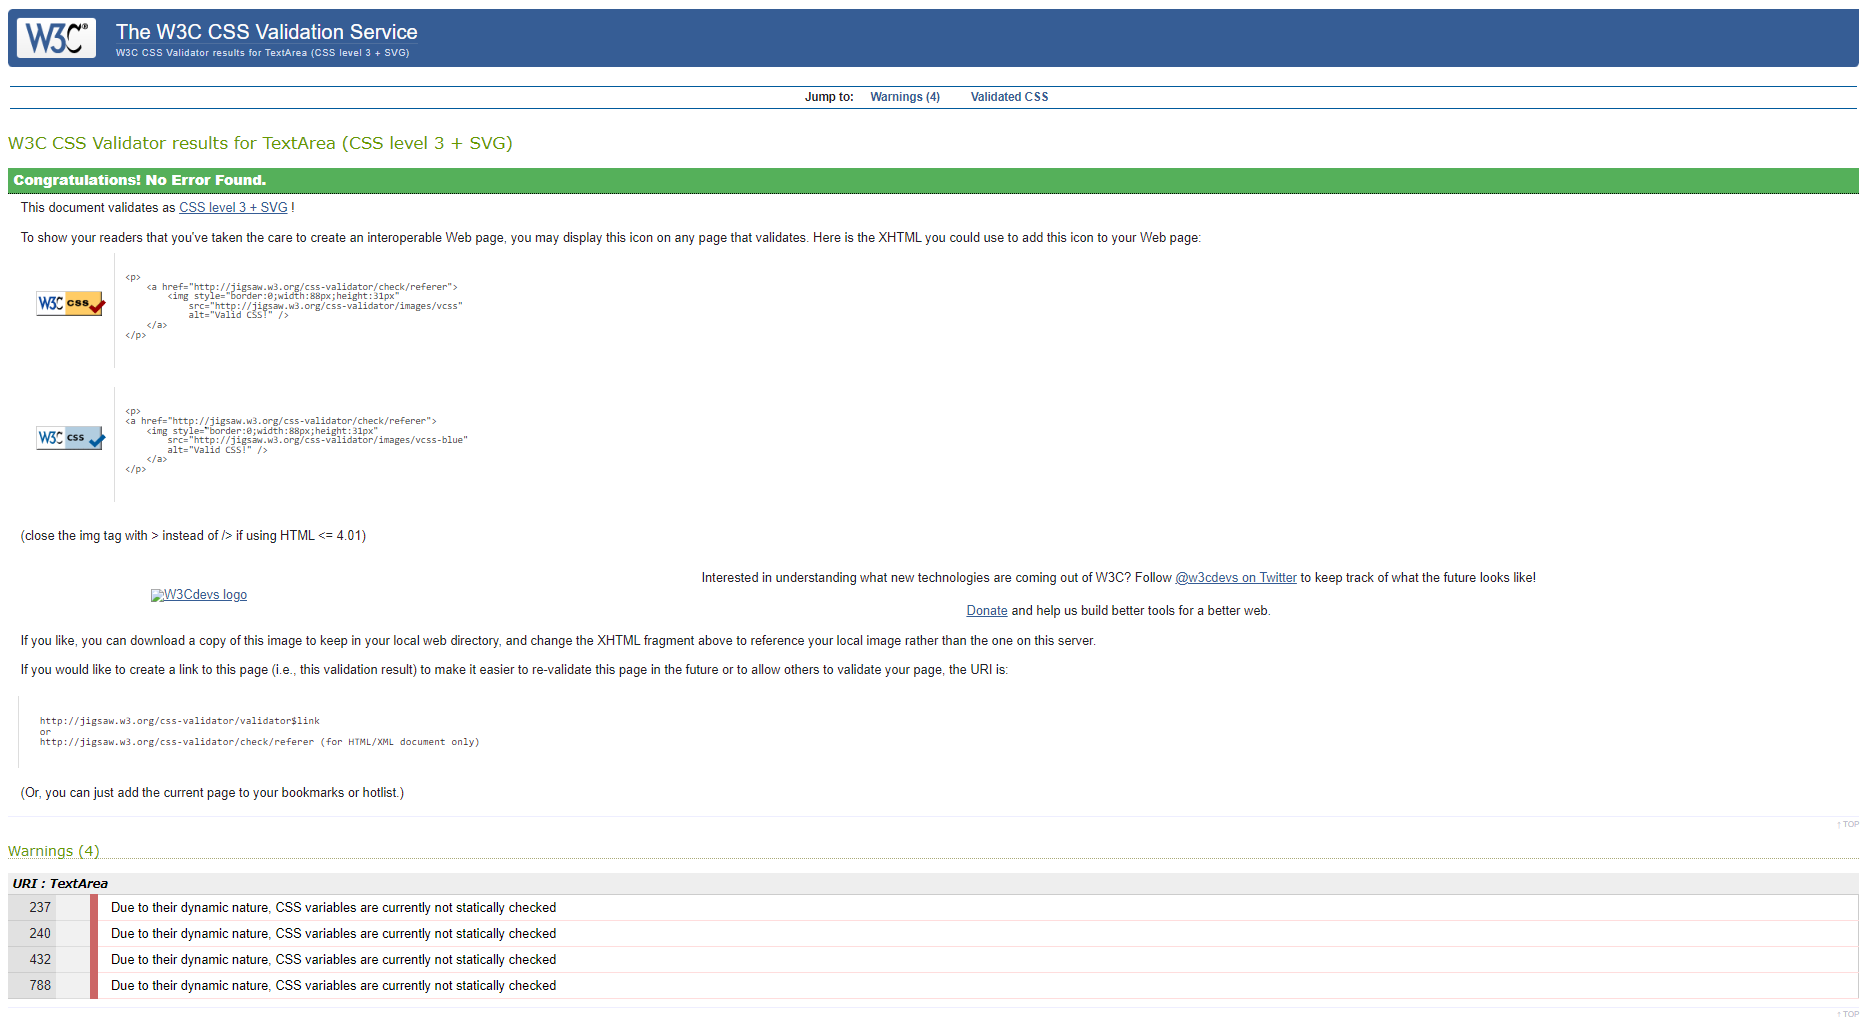 W3C®
The W3C CSS Validation Service
W3C CSS Validator results for TextArea (CSS level 3 + SVG)
Jump to: Warnings (4) Validated CSS
W3C CSS Validator results for TextArea (CSS level 3 + SVG)
Congratulations! No Error Found.
This document validates as CSS level 3 + SVG !
To show your readers that you've taken the care to create an interoperable Web page, you may display this icon on any page that validates. Here is the XHTML you could use to add this icon to your Web page:
W3C css
<p>
<a href="http://jigsaw.w3.org/css-validator/check/referer">
<img style="border:0;width:88px;height:31px"
src="http://jigsaw.w3.org/css-validator/images/vcss"
alt="Valid CSS!" />
</a>
</p>
W3C css
<p>
<a href="http://jigsaw.w3.org/css-validator/check/referer">
<img style="border:0;width:88px;height:31px"
src="http://jigsaw.w3.org/css-validator/images/vcss-blue"
alt="Valid CSS!" />
</a>
</p>
(close the img tag with > instead of /> if using HTML <= 4.01)
W3Cdevs logo
Interested in understanding what new technologies are coming out of W3C? Follow @w3cdevs on Twitter to keep track of what the future looks like!
Donate and help us build better tools for a better web.
If you like, you can download a copy of this image to keep in your local web directory, and change the XHTML fragment above to reference your local image rather than the one on this server.
If you would like to create a link to this page (i.e., this validation result) to make it easier to re-validate this page in the future or to allow others to validate your page, the URI is:
http://jigsaw.w3.org/css-validator/validator$link
or
http://jigsaw.w3.org/css-validator/check/referer (for HTML/XML document only)
(Or, you can just add the current page to your bookmarks or hotlist.)
↑ TOP
Warnings (4)
URI : TextArea
237 Due to their dynamic nature, CSS variables are currently not statically checked
240 Due to their dynamic nature, CSS variables are currently not statically checked
432 Due to their dynamic nature, CSS variables are currently not statically checked
788 Due to their dynamic nature, CSS variables are currently not statically checked
↑ TOP